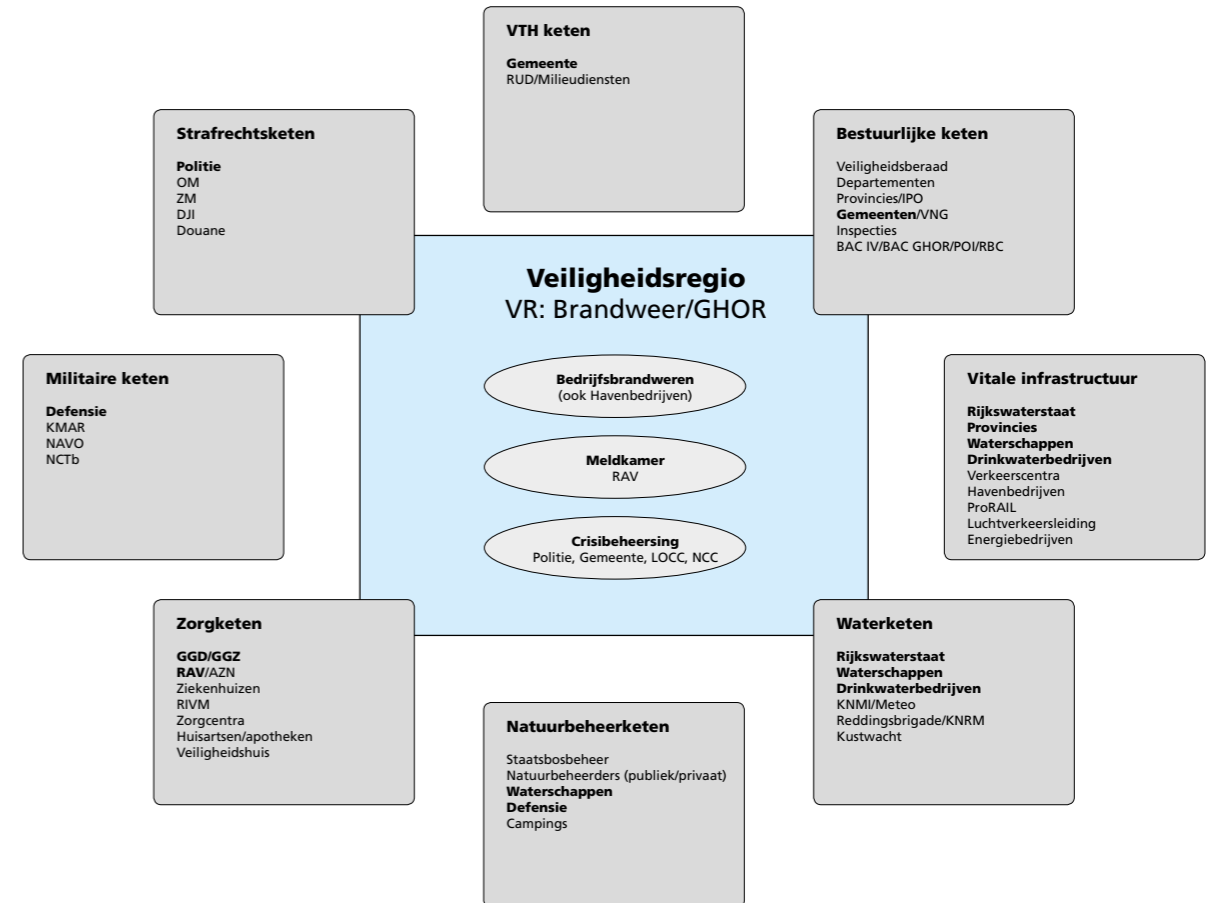 VTH keten
Gemeente
RUD/Milieudiensten
Strafrechtsketen
Politie
OM
ZM
DJI
Douane
Bestuurlijke keten
Veiligheidsberaad
Departementen
Provincies/IPO
Gemeenten/VNG
Inspecties
BAC IV/BAC GHOR/POI/RBC
Veiligheidsregio
VR: Brandweer/GHOR
Bedrijfsbrandweren
(ook Havenbedrijven)
Meldkamer
RAV
Crisibeheersing
Politie, Gemeente, LOCC, NCC
Militaire keten
Defensie
KMAR
NAVO
NCTb
Vitale infrastructuur
Rijkswaterstaat
Provincies
Waterschappen
Drinkwaterbedrijven
Verkeerscentra
Havenbedrijven
ProRAIL
Luchtverkeersleiding
Energiebedrijven
Zorgketen
GGD/GGZ
RAV/AZN
Ziekenhuizen
RIVM
Zorgcentra
Huisartsen/apotheken
Veiligheidshuis
Waterketen
Rijkswaterstaat
Waterschappen
Drinkwaterbedrijven
KNMI/Meteo
Reddingsbrigade/KNRM
Kustwacht
Natuurbeheerketen
Staatsbosbeheer
Natuurbeheerders (publiek/privaat)
Waterschappen
Defensie
Campings